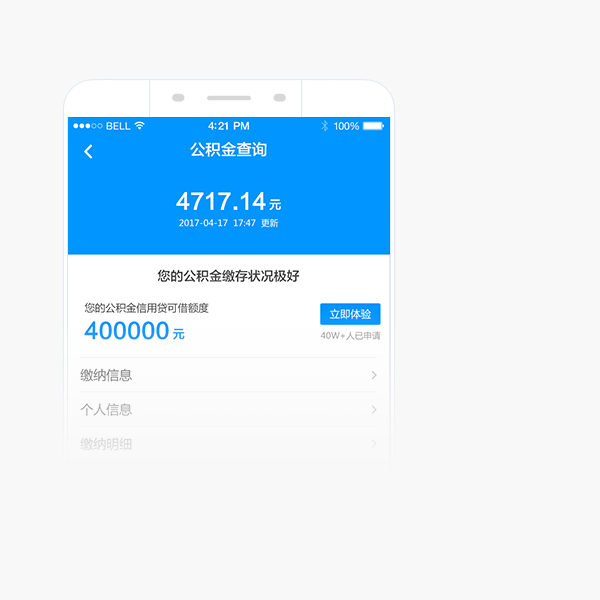 BELL 4:21 PM 100%
公积金查询
4717.14元
2017-04-17 17:47 更新
您的公积金缴存状况极好
您的公积金信用贷可借额度
400000元
立即体验
40W+人已申请
缴纳信息
个人信息
缴纳明细